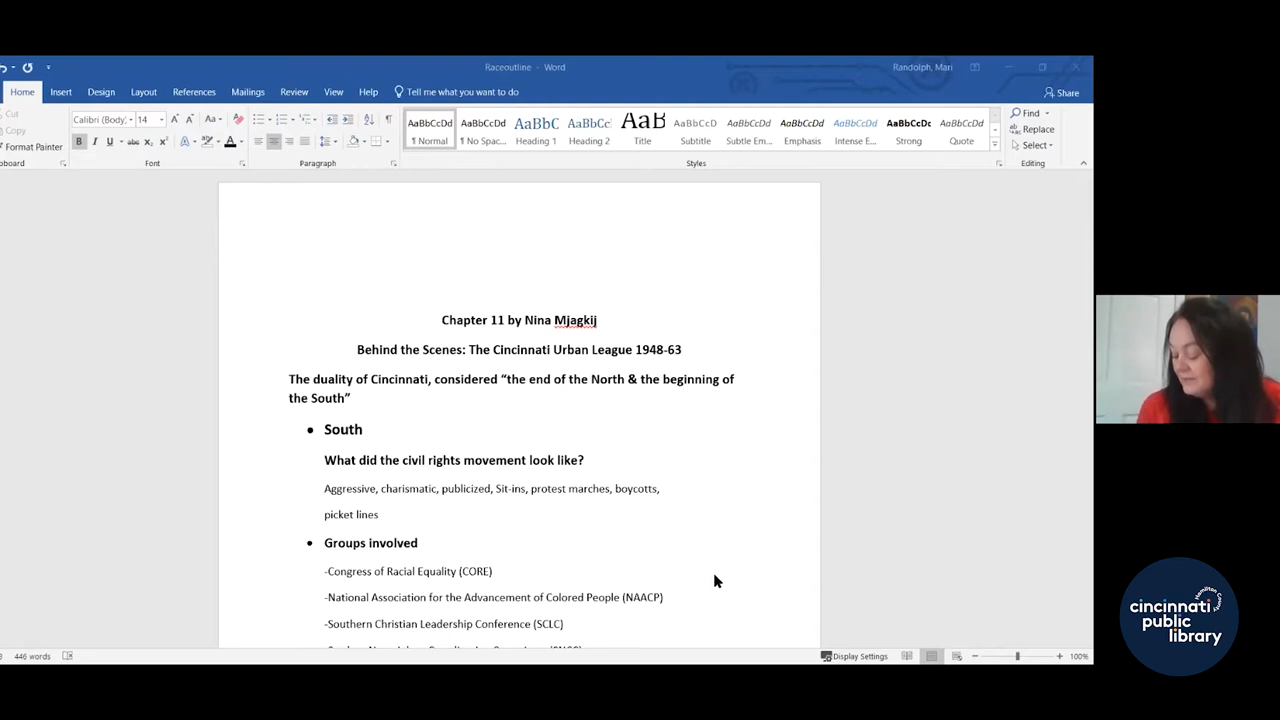 Raceoutline - Word
Randolph, Mari
Home Insert Design Layout References Mailings Review View Help Tell me what you want to do
Share
Cut
Copy
Format Painter
Calibri (Body) 14
AaBbCcDd AaBbCcDd AaBbC AaBbCc AaB AaBbCcD AaBbCcDd AaBbCcDd AaBbCcDd AaBbCcDc AaBbCcDd
¶ Normal ¶ No Spac... Heading 1 Heading 2 Title Subtitle Subtle Em... Emphasis Intense E... Strong Quote
Find
Replace
Select
Font Paragraph Styles Editing
Chapter 11 by Nina Mjagkij
Behind the Scenes: The Cincinnati Urban League 1948-63
The duality of Cincinnati, considered “the end of the North & the beginning of
the South”
• South
What did the civil rights movement look like?
Aggressive, charismatic, publicized, Sit-ins, protest marches, boycotts,
picket lines
• Groups involved
-Congress of Racial Equality (CORE)
-National Association for the Advancement of Colored People (NAACP)
-Southern Christian Leadership Conference (SCLC)
446 words
Display Settings
100%
cincinnati
public
library
Hamilton County